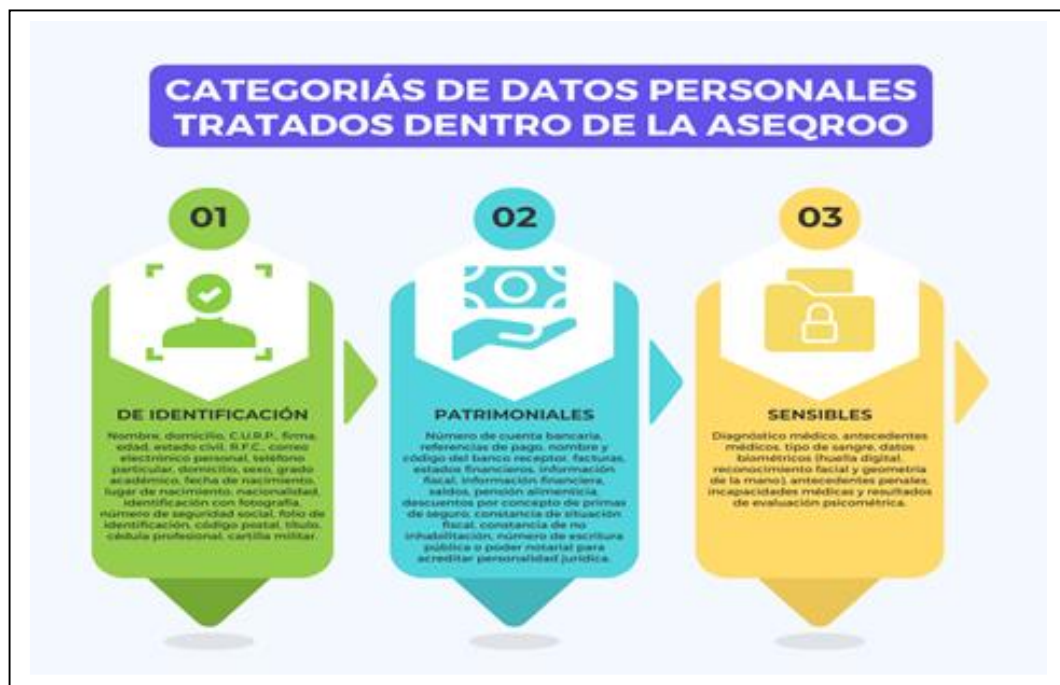 CATEGORIÁS DE DATOS PERSONALES
TRATADOS DENTRO DE LA ASEQROO
01
DE IDENTIFICACIÓN
Nombre, domicilio, C.U.R.P., firma,
edad, estado civil, R.F.C., correo
electrónico personal, teléfono
particular, domicilio, sexo, grado
académico, fecha de nacimiento,
lugar de nacimiento, nacionalidad,
identificación con fotografía,
número de seguridad social, folio de
identificación, código postal, título,
cédula profesional, cartilla militar.
02
PATRIMONIALES
Número de cuenta bancaria,
referencias de pago, nombre y
código del banco receptor, facturas,
estados financieros, información
fiscal, información financiera,
saldos, pensión alimenticia,
descuentos por concepto de primas
de seguro, constancia de situación
fiscal, constancia de no
inhabilitación, número de escritura
pública o poder notarial para
acreditar personalidad jurídica.
03
SENSIBLES
Diagnóstico médico, antecedentes
médicos, tipo de sangre, datos
biométricos (huella digital,
reconocimiento facial y geometría
de la mano), antecedentes penales,
incapacidades médicas y resultados
de evaluación psicométrica.